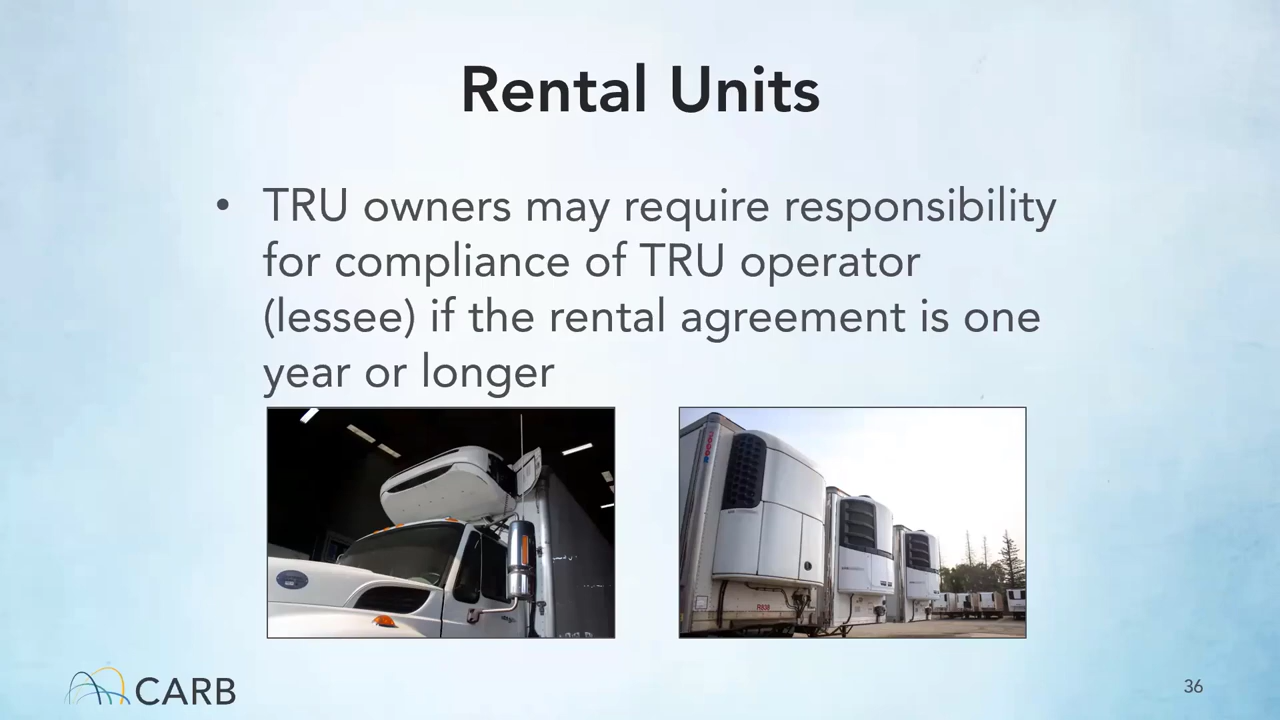 Rental Units
• TRU owners may require responsibility
for compliance of TRU operator
(lessee) if the rental agreement is one
year or longer
R838
CARB
36